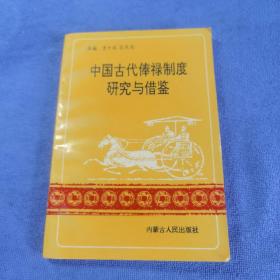 中国古代俸禄制度
研究与借鉴
内蒙古人民出版社